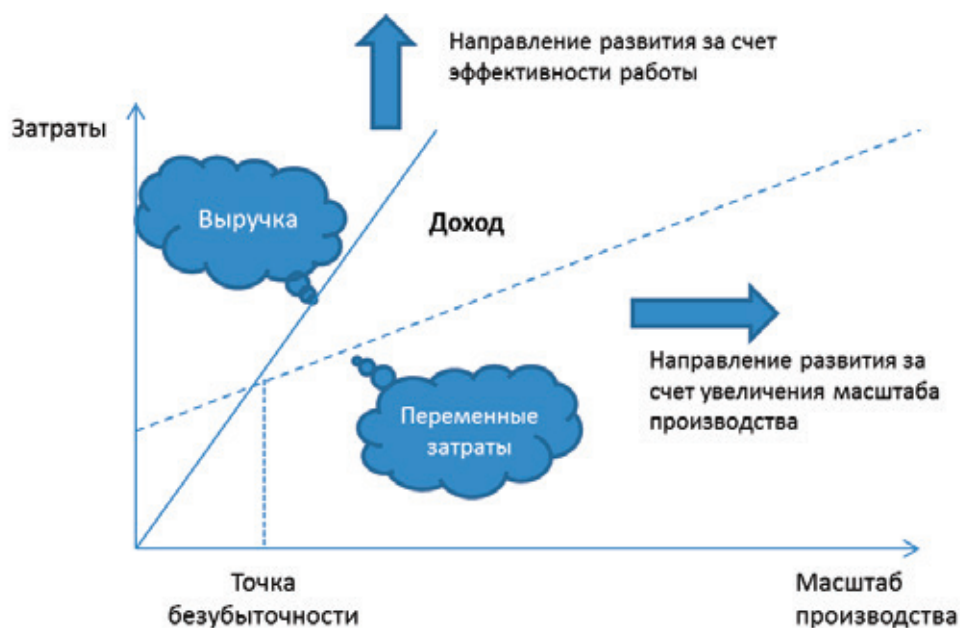 Направление развития за счет
эффективности работы
Затраты
Выручка
Доход
Направление развития за
счет увеличения масштаба
производства
Переменные
затраты
Точка
безубыточности
Масштаб
производства